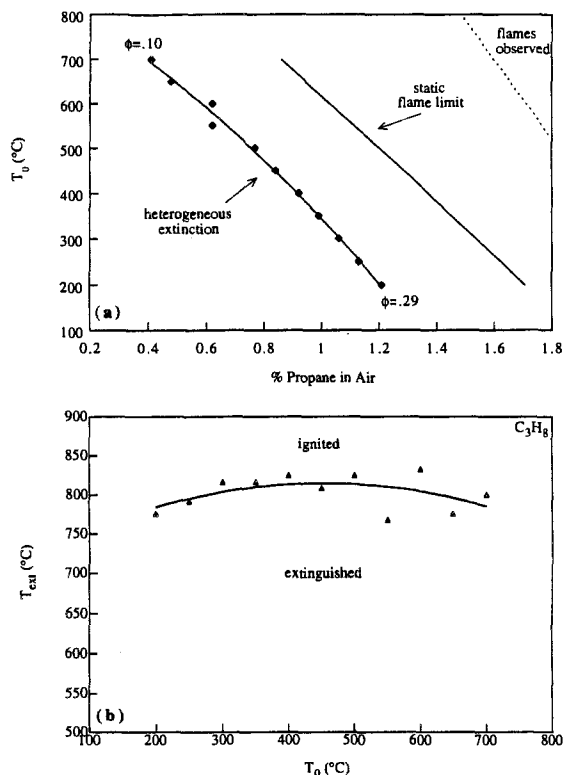 800
700
600
500
400
300
200
100
T0 (°C)
ϕ=.10
flames
observed
static
flame limit
heterogeneous
extinction
ϕ=.29
(a)
0.2 0.4 0.6 0.8 1 1.2 1.4 1.6 1.8
% Propane in Air
900
850
800
750
700
650
600
550
500
Text (°C)
C3H8
ignited
extinguished
(b)
100 200 300 400 500 600 700 800
T0 (°C)